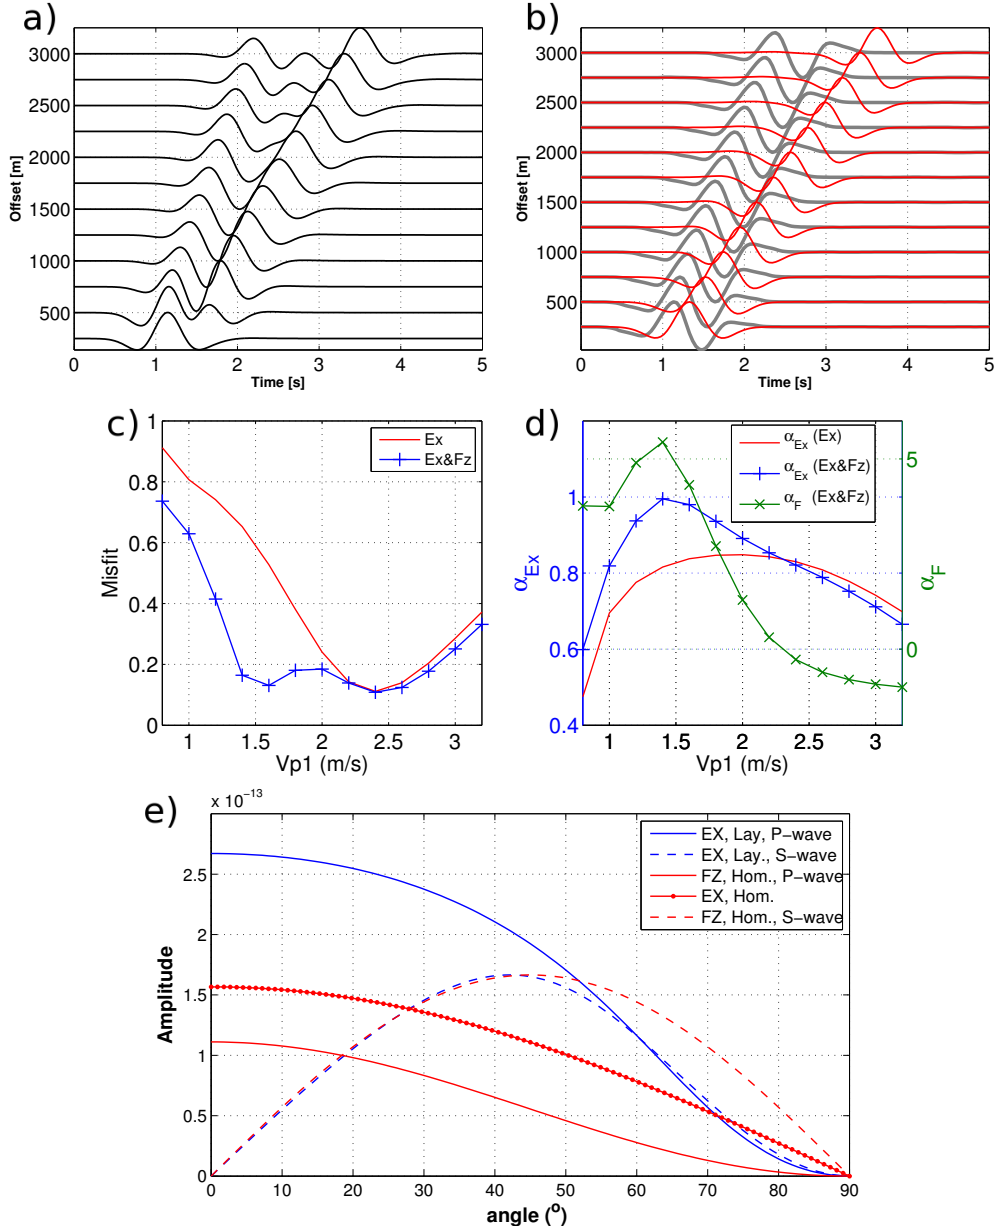 a)
3000
2500
2000
1500
1000
500
Offset [m]
0 1 2 3 4 5
Time [s]
b)
3000
2500
2000
1500
1000
500
Offset [m]
0 1 2 3 4 5
Time [s]
c)
1
0.8
0.6
0.4
0.2
0
Misfit
Ex
Ex&Fz
1 1.5 2 2.5 3
Vp1 (m/s)
d)
1
0.8
0.6
0.4
αEx
αEx (Ex)
αEx (Ex&Fz)
αF (Ex&Fz)
5
0
αF
1 1.5 2 2.5 3
Vp1 (m/s)
e)
x 10−13
2.5
2
1.5
1
0.5
0
Amplitude
EX, Lay, P−wave
EX, Lay., S−wave
FZ, Hom., P−wave
EX, Hom.
FZ, Hom., S−wave
0 10 20 30 40 50 60 70 80 90
angle (o)